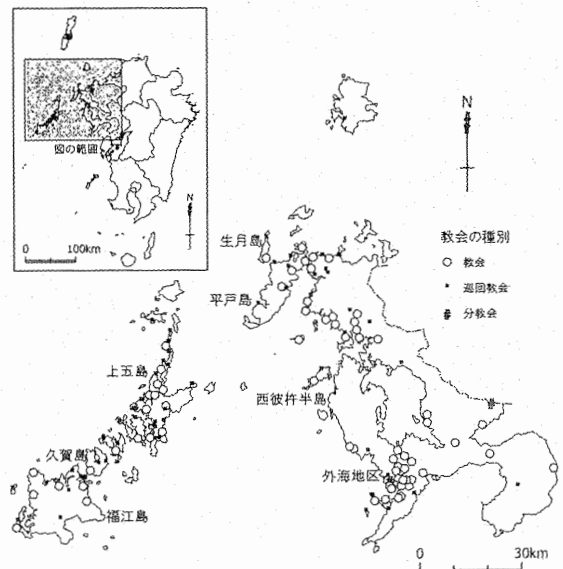 図の範囲
N
0 100km
N
教会の種別
教会
巡回教会
分教会
生月島
平戸島
上五島
西彼杵半島
久賀島
外海地区
福江島
0 30km